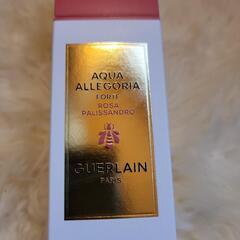 AQUA
ALLEGORIA
FORTE
ROSA
PALISSANDRO
GUERLAIN
PARIS